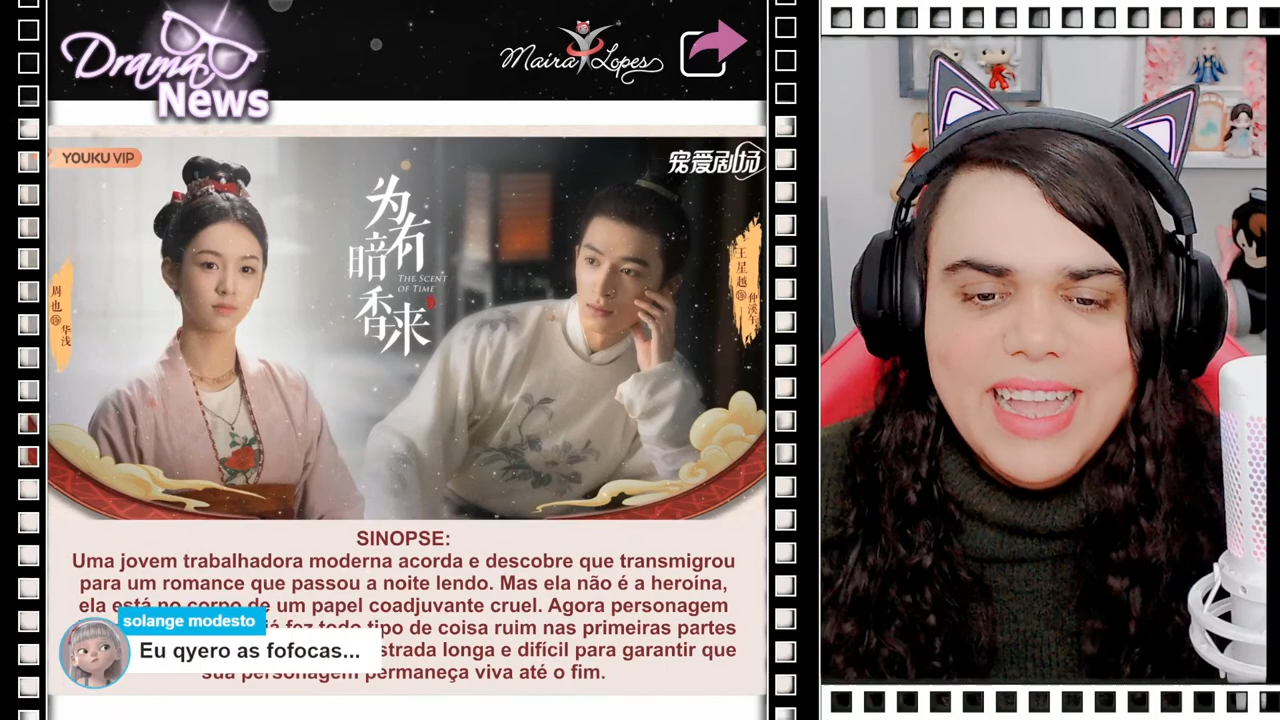 Drama
News
Maira Lopes
YOUKU VIP
宠爱剧场
为有
暗香来
THE SCENT
OF TIME
周也 饰 华浅
王星越 饰 仲溪午
SINOPSE:
Uma jovem trabalhadora moderna acorda e descobre que transmigrou
para um romance que passou a noite lendo. Mas ela não é a heroína,
ela está no corpo de um papel coadjuvante cruel. Agora personagem
já fez todo tipo de coisa ruim nas primeiras partes
strada longa e difícil para garantir que
sua personagem permaneça viva até o fim.
solange modesto
Eu qyero as fofocas...